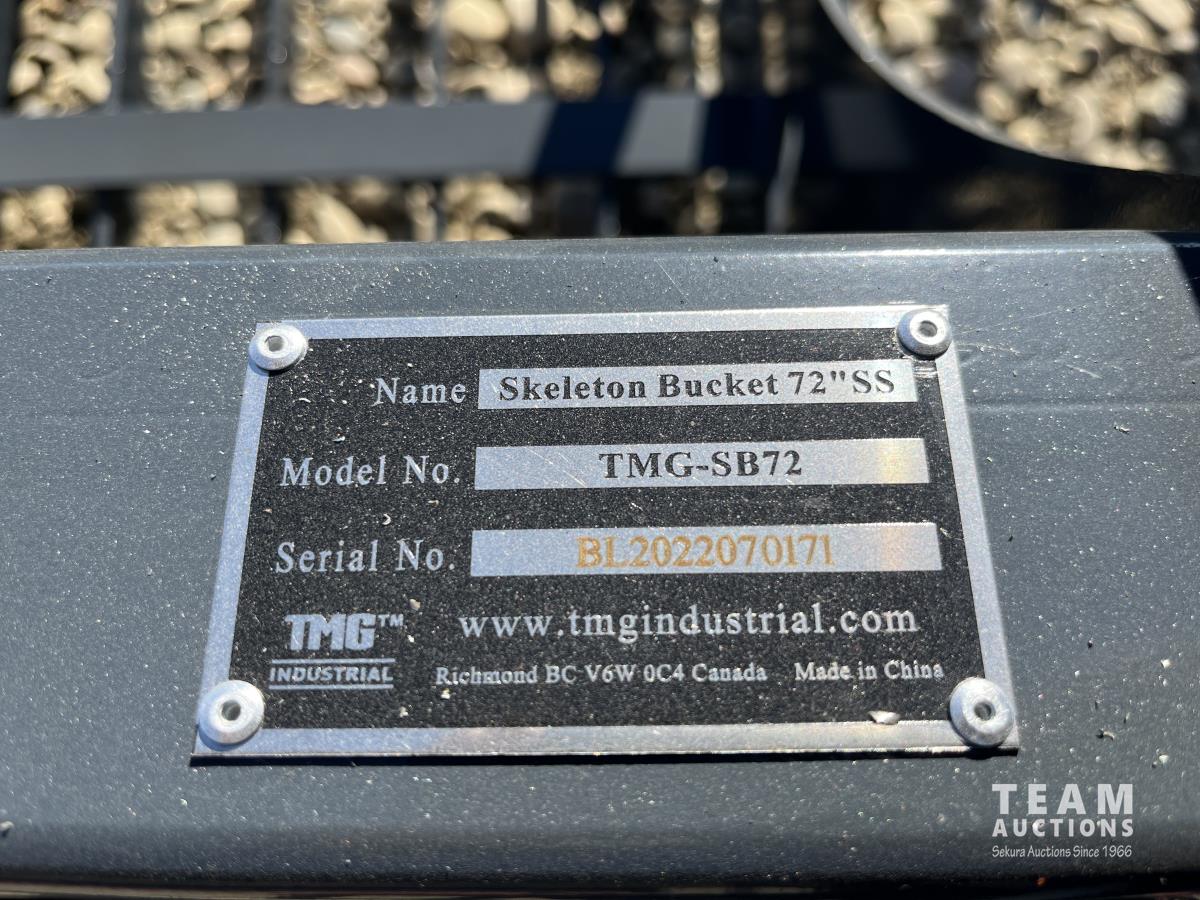 Name Skeleton Bucket 72"SS
Model No. TMG-SB72
Serial No. BL2022070171
TMG™ www.tmgindustrial.com
INDUSTRIAL Richmond BC V6W 0C4 Canada Made in China
TEAM
AUCTIONS
Sekura Auctions Since 1966